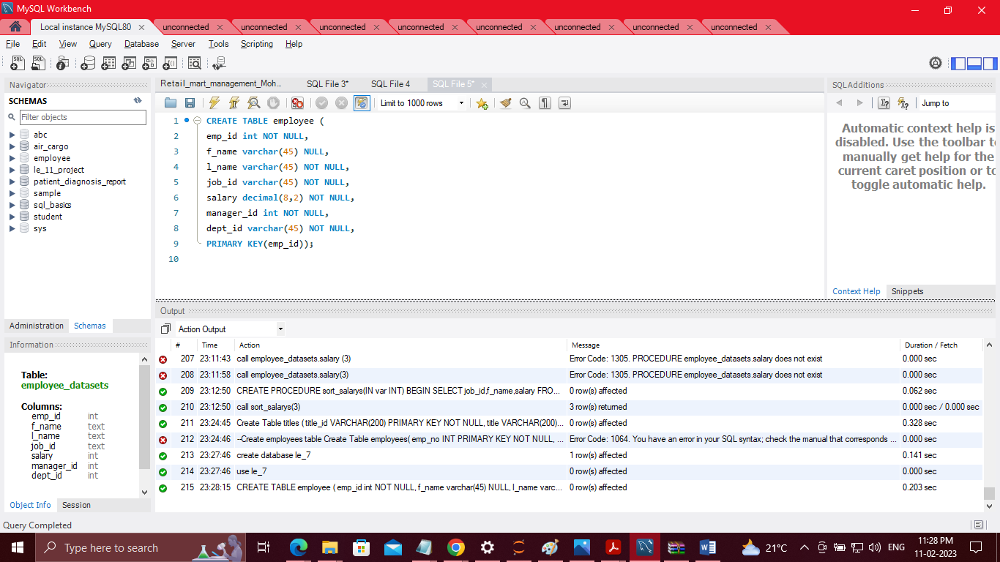 MySQL Workbench
Local instance MySQL80 unconnected unconnected unconnected unconnected unconnected unconnected unconnected unconnected
File Edit View Query Database Server Tools Scripting Help
Navigator
SCHEMAS
Filter objects
abc
air_cargo
employee
le_11_project
patient_diagnosis_report
sample
sql_basics
student
sys
Administration Schemas
Information
Table:
employee_datasets
Columns:
emp_id int
f_name text
l_name text
job_id text
salary int
manager_id int
dept_id int
Object Info Session
Retail_mart_management_Moh... SQL File 3* SQL File 4 SQL File 5*
Limit to 1000 rows
1 CREATE TABLE employee (
2 emp_id int NOT NULL,
3 f_name varchar(45) NULL,
4 l_name varchar(45) NOT NULL,
5 job_id varchar(45) NOT NULL,
6 salary decimal(8,2) NOT NULL,
7 manager_id int NOT NULL,
8 dept_id varchar(45) NOT NULL,
9 PRIMARY KEY(emp_id));
10
SQLAdditions
Jump to
Automatic context help is
disabled. Use the toolbar to
manually get help for the
current caret position or to
toggle automatic help.
Context Help Snippets
Output
Action Output
# Time Action Message Duration / Fetch
207 23:11:43 call employee_datasets.salary (3) Error Code: 1305. PROCEDURE employee_datasets.salary does not exist 0.000 sec
208 23:11:58 call employee_datasets.salary(3) Error Code: 1305. PROCEDURE employee_datasets.salary does not exist 0.000 sec
209 23:12:50 CREATE PROCEDURE sort_salarys(IN var INT) BEGIN SELECT job_id,f_name,salary FRO... 0 row(s) affected 0.062 sec
210 23:12:50 call sort_salarys(3) 3 row(s) returned 0.000 sec / 0.000 sec
211 23:24:45 Create Table titles ( title_id VARCHAR(200) PRIMARY KEY NOT NULL, title VARCHAR(200)... 0 row(s) affected 0.328 sec
212 23:24:46 --Create employees table Create Table employees( emp_no INT PRIMARY KEY NOT NULL, ... Error Code: 1064. You have an error in your SQL syntax; check the manual that corresponds ... 0.000 sec
213 23:27:46 create database le_7 1 row(s) affected 0.141 sec
214 23:27:46 use le_7 0 row(s) affected 0.000 sec
215 23:28:15 CREATE TABLE employee ( emp_id int NOT NULL, f_name varchar(45) NULL, l_name varc... 0 row(s) affected 0.203 sec
Query Completed
Type here to search
21°C ENG 11:28 PM
11-02-2023